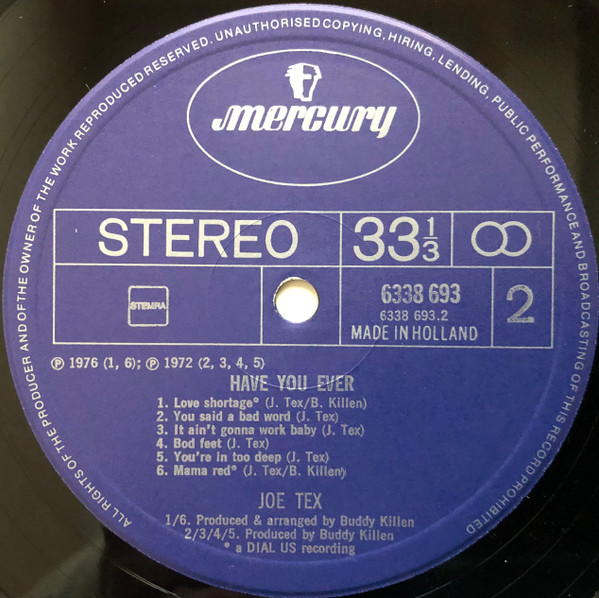 ALL RIGHTS OF THE PRODUCER AND OF THE OWNER OF THE WORK REPRODUCED RESERVED. UNAUTHORISED COPYING, HIRING, LENDING, PUBLIC PERFORMANCE AND BROADCASTING OF THIS RECORD PROHIBITED
mercury
STEREO
33 1/3
STEMRA
6338 693
6338 693.2
MADE IN HOLLAND
2
℗ 1976 (1, 6); ℗ 1972 (2, 3, 4, 5)
HAVE YOU EVER
1. Love shortage* (J. Tex/B. Killen)
2. You said a bad word (J. Tex)
3. It ain't gonna work baby (J. Tex)
4. Bod feet (J. Tex)
5. You're in too deep (J. Tex)
6. Mama red* (J. Tex/B. Killen)
JOE TEX
1/6. Produced & arranged by Buddy Killen
2/3/4/5. Produced by Buddy Killen
* a DIAL US recording